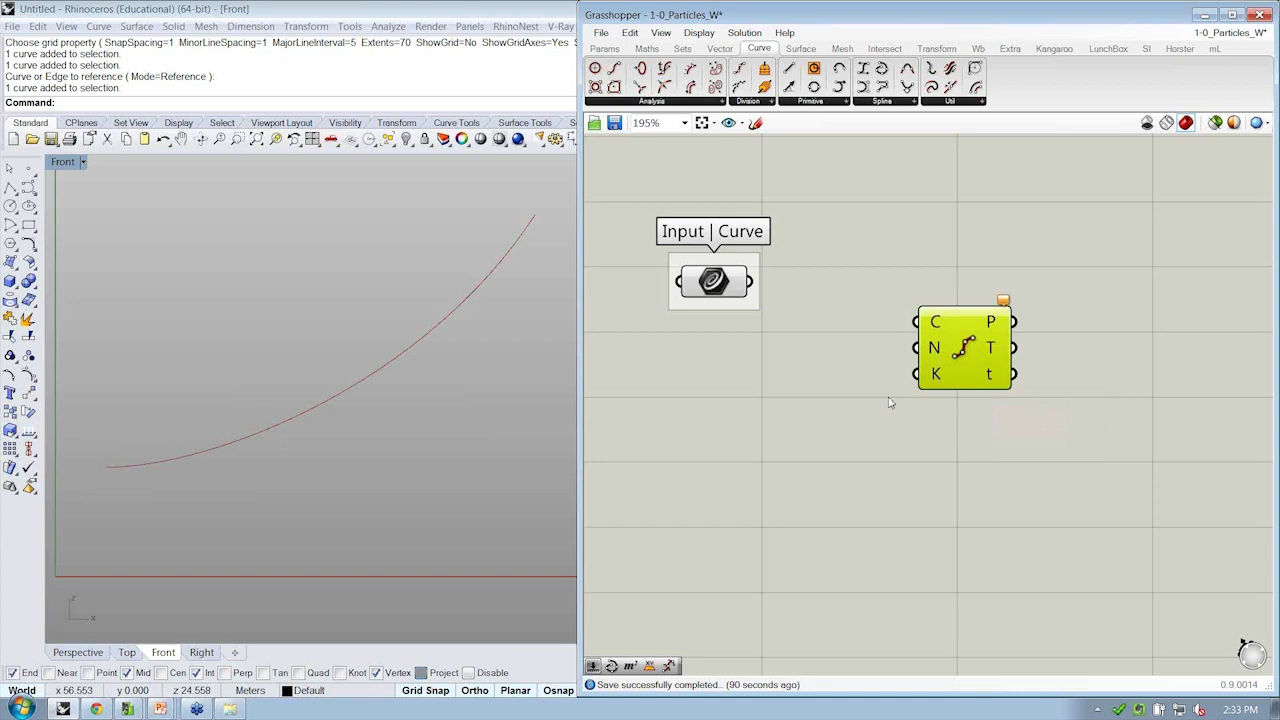 Untitled - Rhinoceros (Educational) (64-bit) - [Front]
File Edit View Curve Surface Solid Mesh Dimension Transform Tools Analyze Render Panels RhinoNest V-Ray
Choose grid property ( SnapSpacing=1 MinorLineSpacing=1 MajorLineInterval=5 Extents=70 ShowGrid=No ShowGridAxes=Yes S
1 curve added to selection.
1 curve added to selection.
Curve or Edge to reference ( Mode=Reference ):
1 curve added to selection.
Command:
Standard CPlanes Set View Display Select Viewport Layout Visibility Transform Curve Tools Surface Tools S
Front
z
x
Perspective Top Front Right
End Near Point Mid Cen Int Perp Tan Quad Knot Vertex Project Disable
World x 56.553 y 0.000 z 24.558 Meters Default Grid Snap Ortho Planar Osnap
Grasshopper - 1-0_Particles_W*
File Edit View Display Solution Help 1-0_Particles_W*
Params Maths Sets Vector Curve Surface Mesh Intersect Transform Wb Extra Kangaroo LunchBox SI Horster mL
Analysis Division Primitive Spline Util
195%
Input | Curve
C P
N T
K t
m²
Save successfully completed.. (90 seconds ago) 0.9.0014
2:33 PM